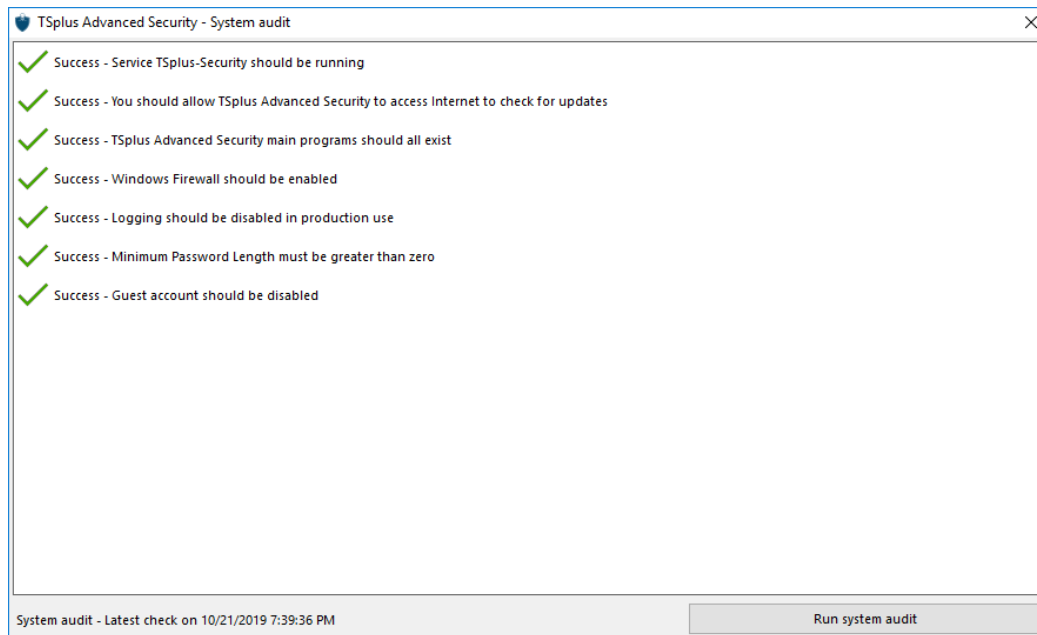 TSplus Advanced Security - System audit
Success - Service TSplus-Security should be running
Success - You should allow TSplus Advanced Security to access Internet to check for updates
Success - TSplus Advanced Security main programs should all exist
Success - Windows Firewall should be enabled
Success - Logging should be disabled in production use
Success - Minimum Password Length must be greater than zero
Success - Guest account should be disabled
System audit - Latest check on 10/21/2019 7:39:36 PM
Run system audit